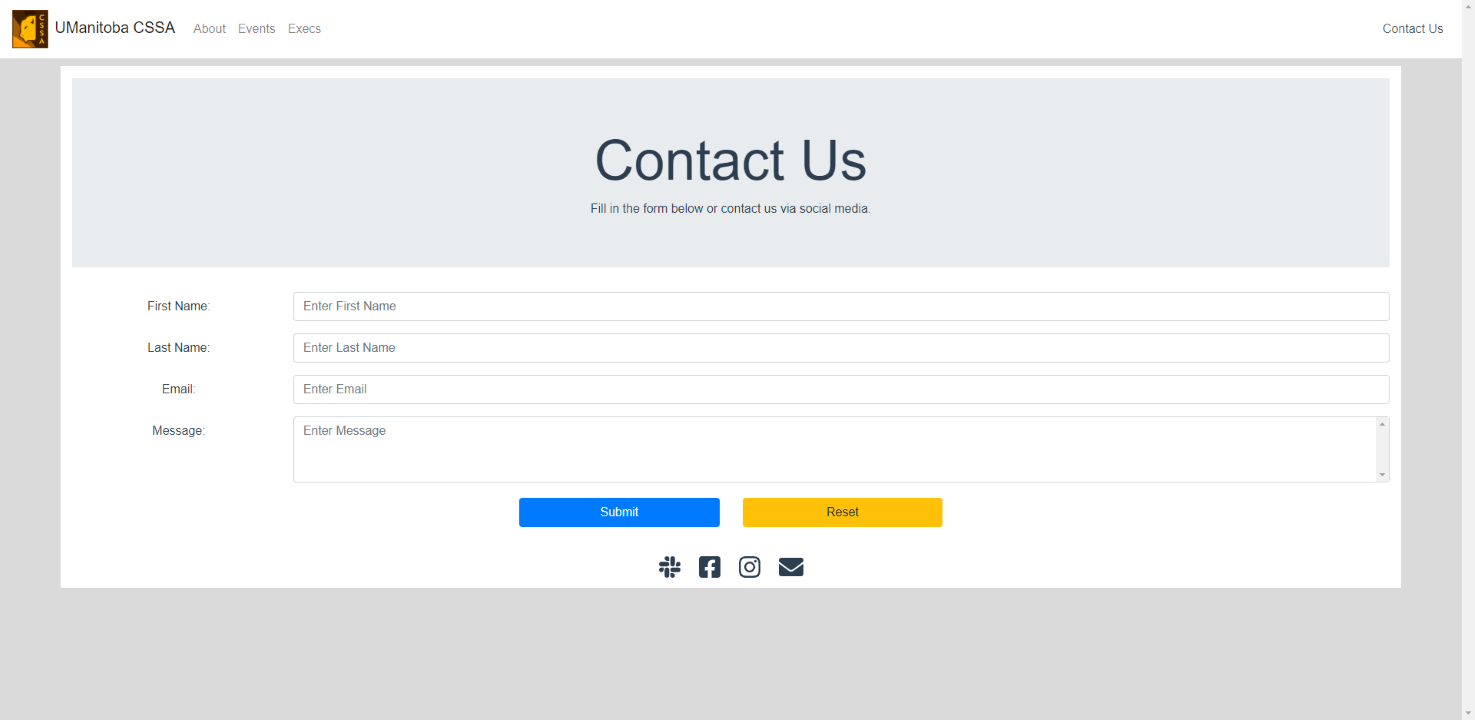 CSSA
UManitoba CSSA About Events Execs Contact Us
Contact Us
Fill in the form below or contact us via social media.
First Name: Enter First Name
Last Name: Enter Last Name
Email: Enter Email
Message: Enter Message
Submit Reset